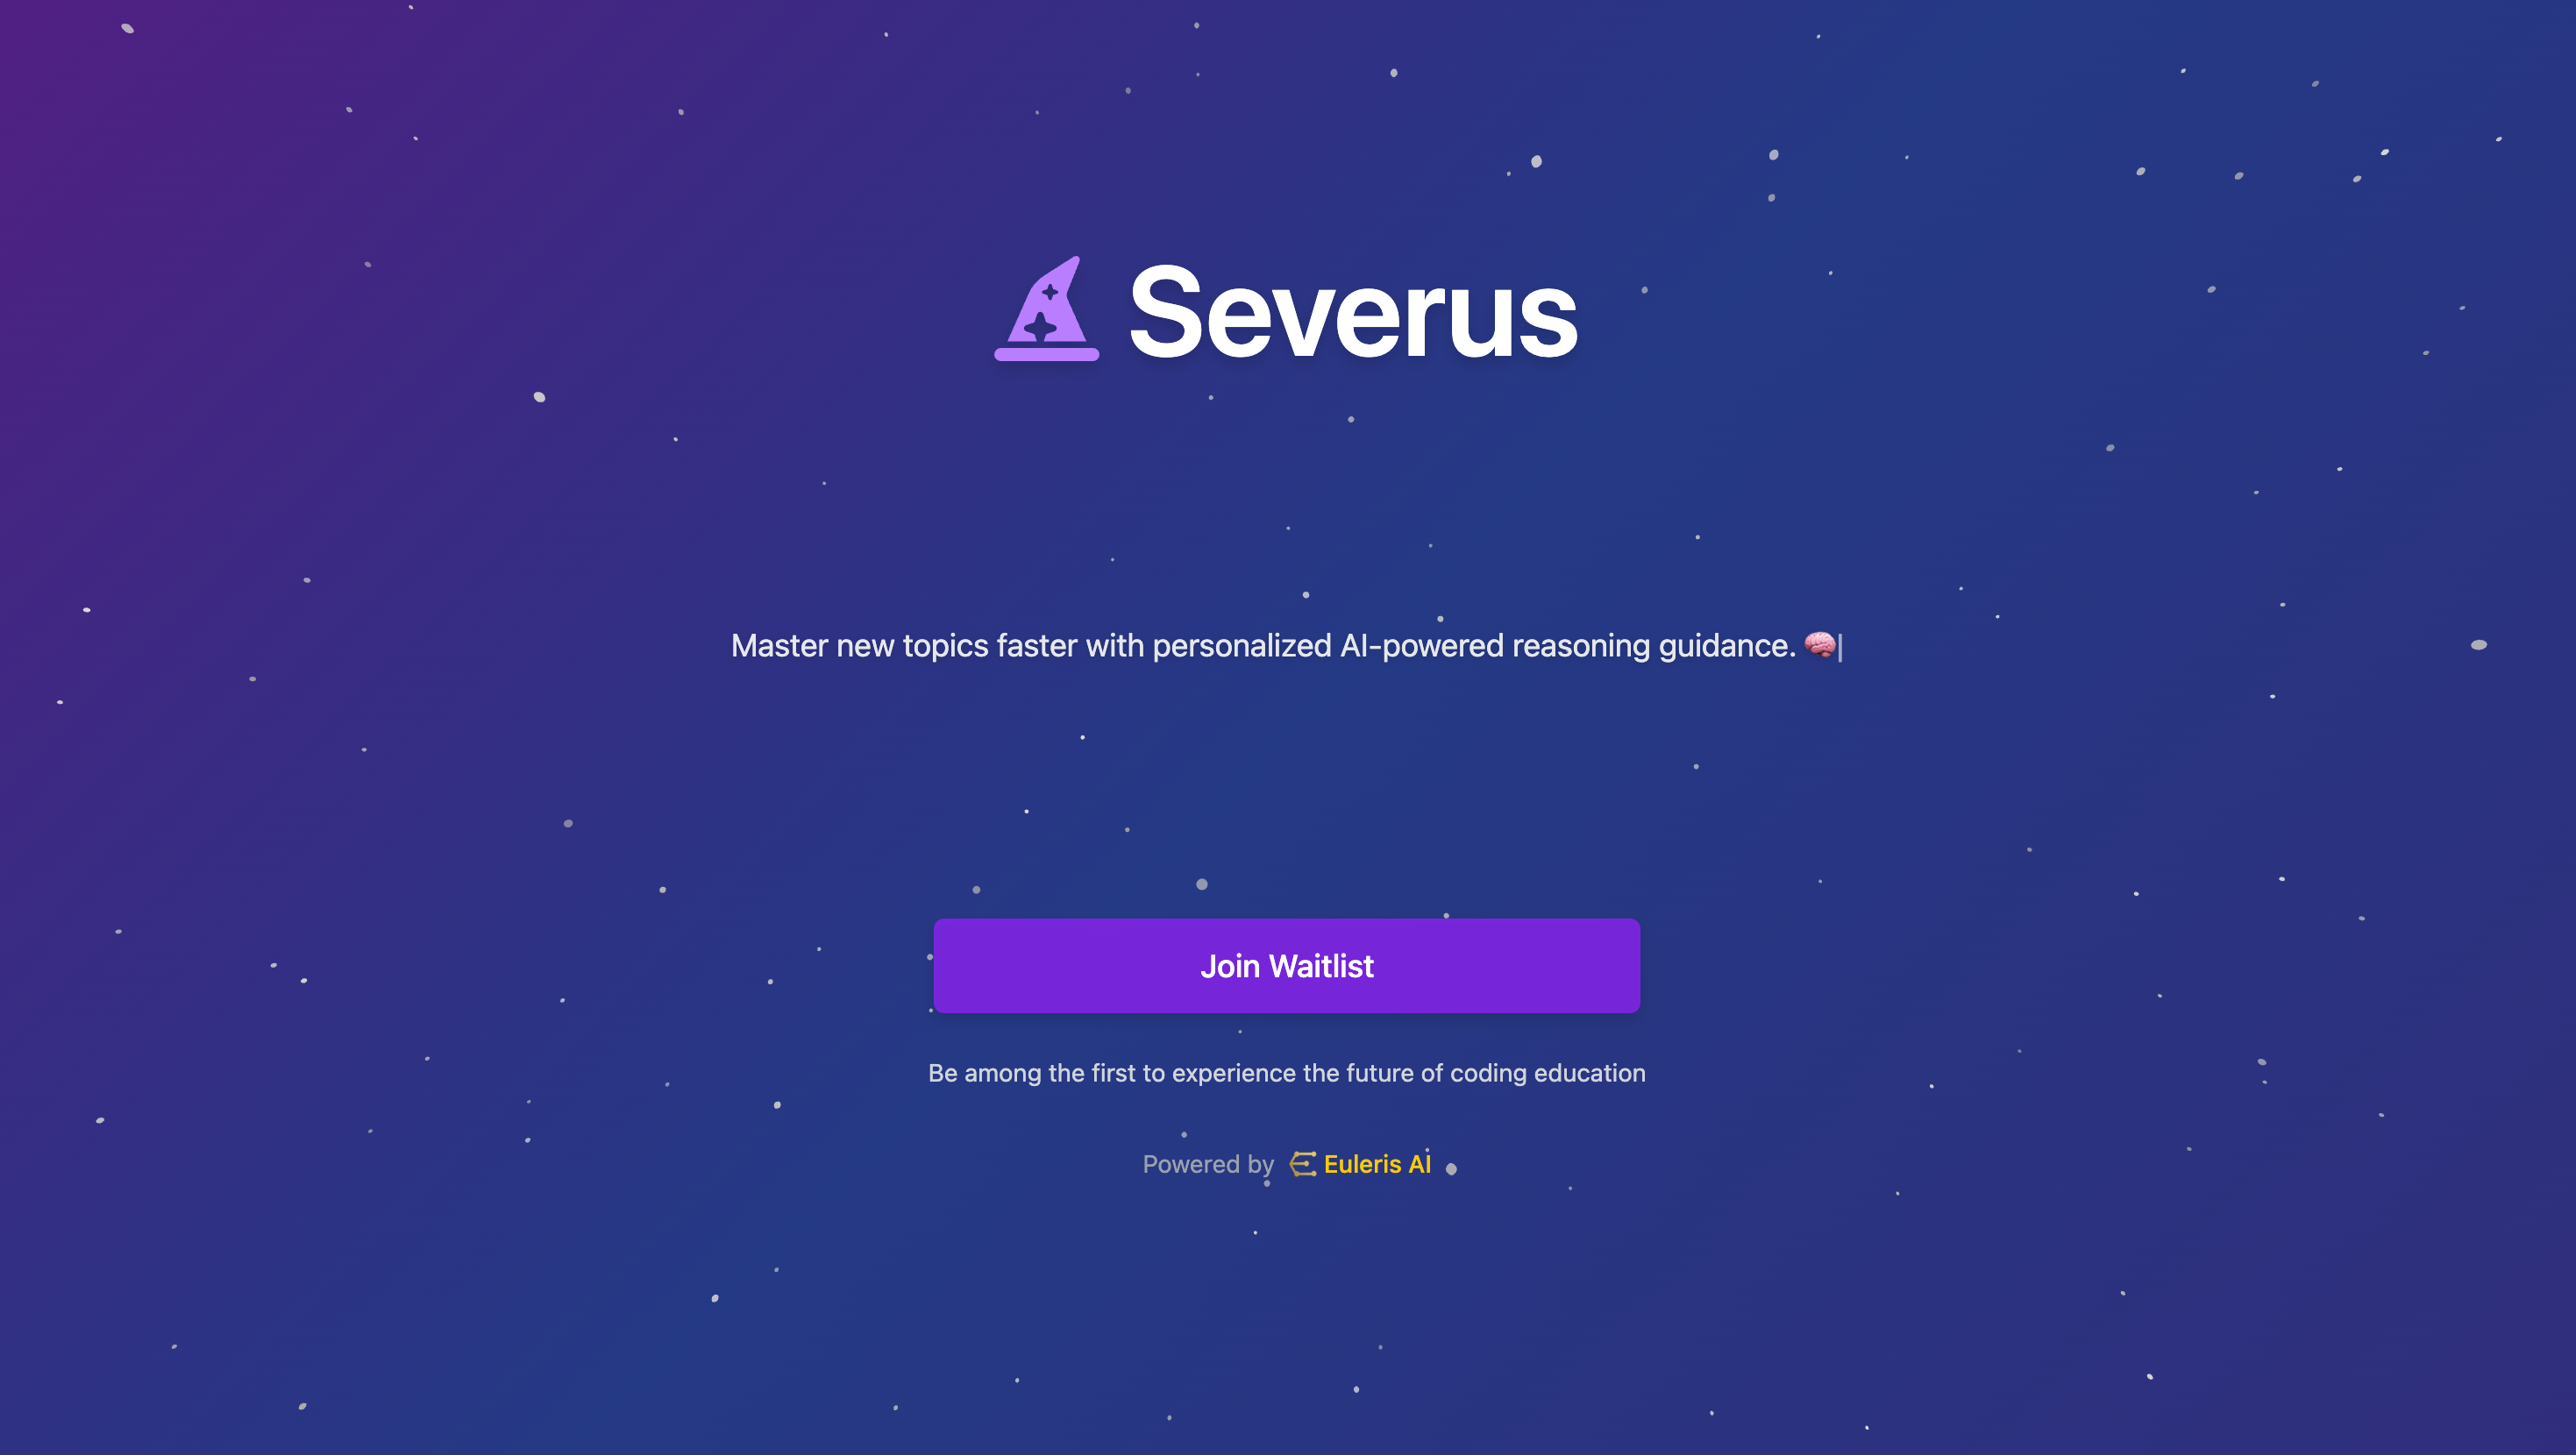 Severus
Master new topics faster with personalized AI-powered reasoning guidance. 🧠|
Join Waitlist
Be among the first to experience the future of coding education
Powered by Euleris AI